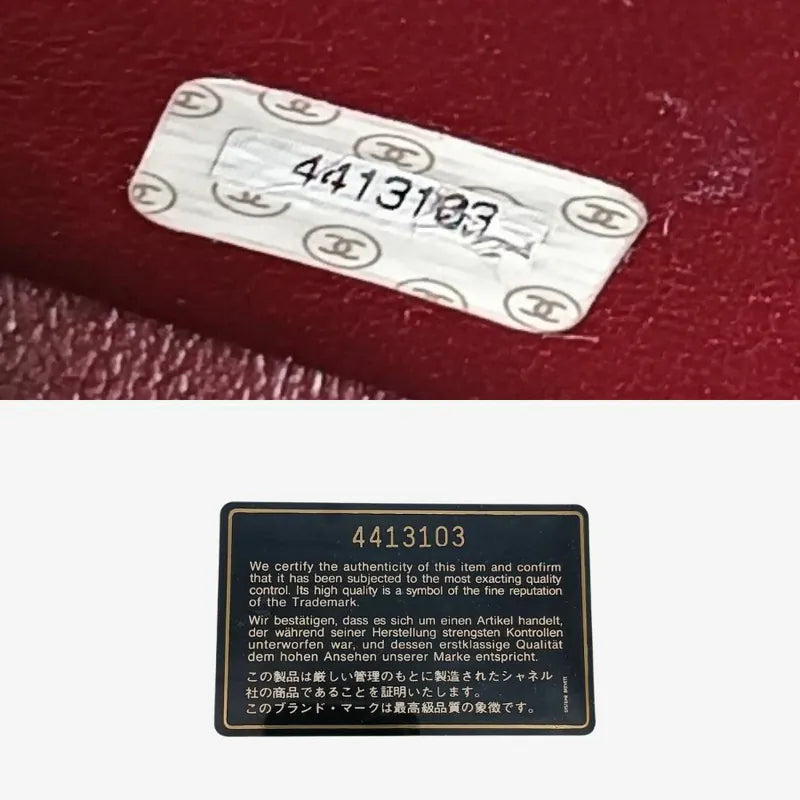 4413103
4413103
We certify the authenticity of this item and confirm
that it has been subjected to the most exacting quality
control. Its high quality is a symbol of the fine reputation
of the Trademark.
Wir bestätigen, dass es sich um einen Artikel handelt,
der während seiner Herstellung strengsten Kontrollen
unterworfen war, und dessen erstklassige Qualität
dem hohen Ansehen unserer Marke entspricht.
この製品は厳しい管理のもとに製造されたシャネル
社の商品であることを証明いたします。
このブランド・マークは最高級品質の象徴です。